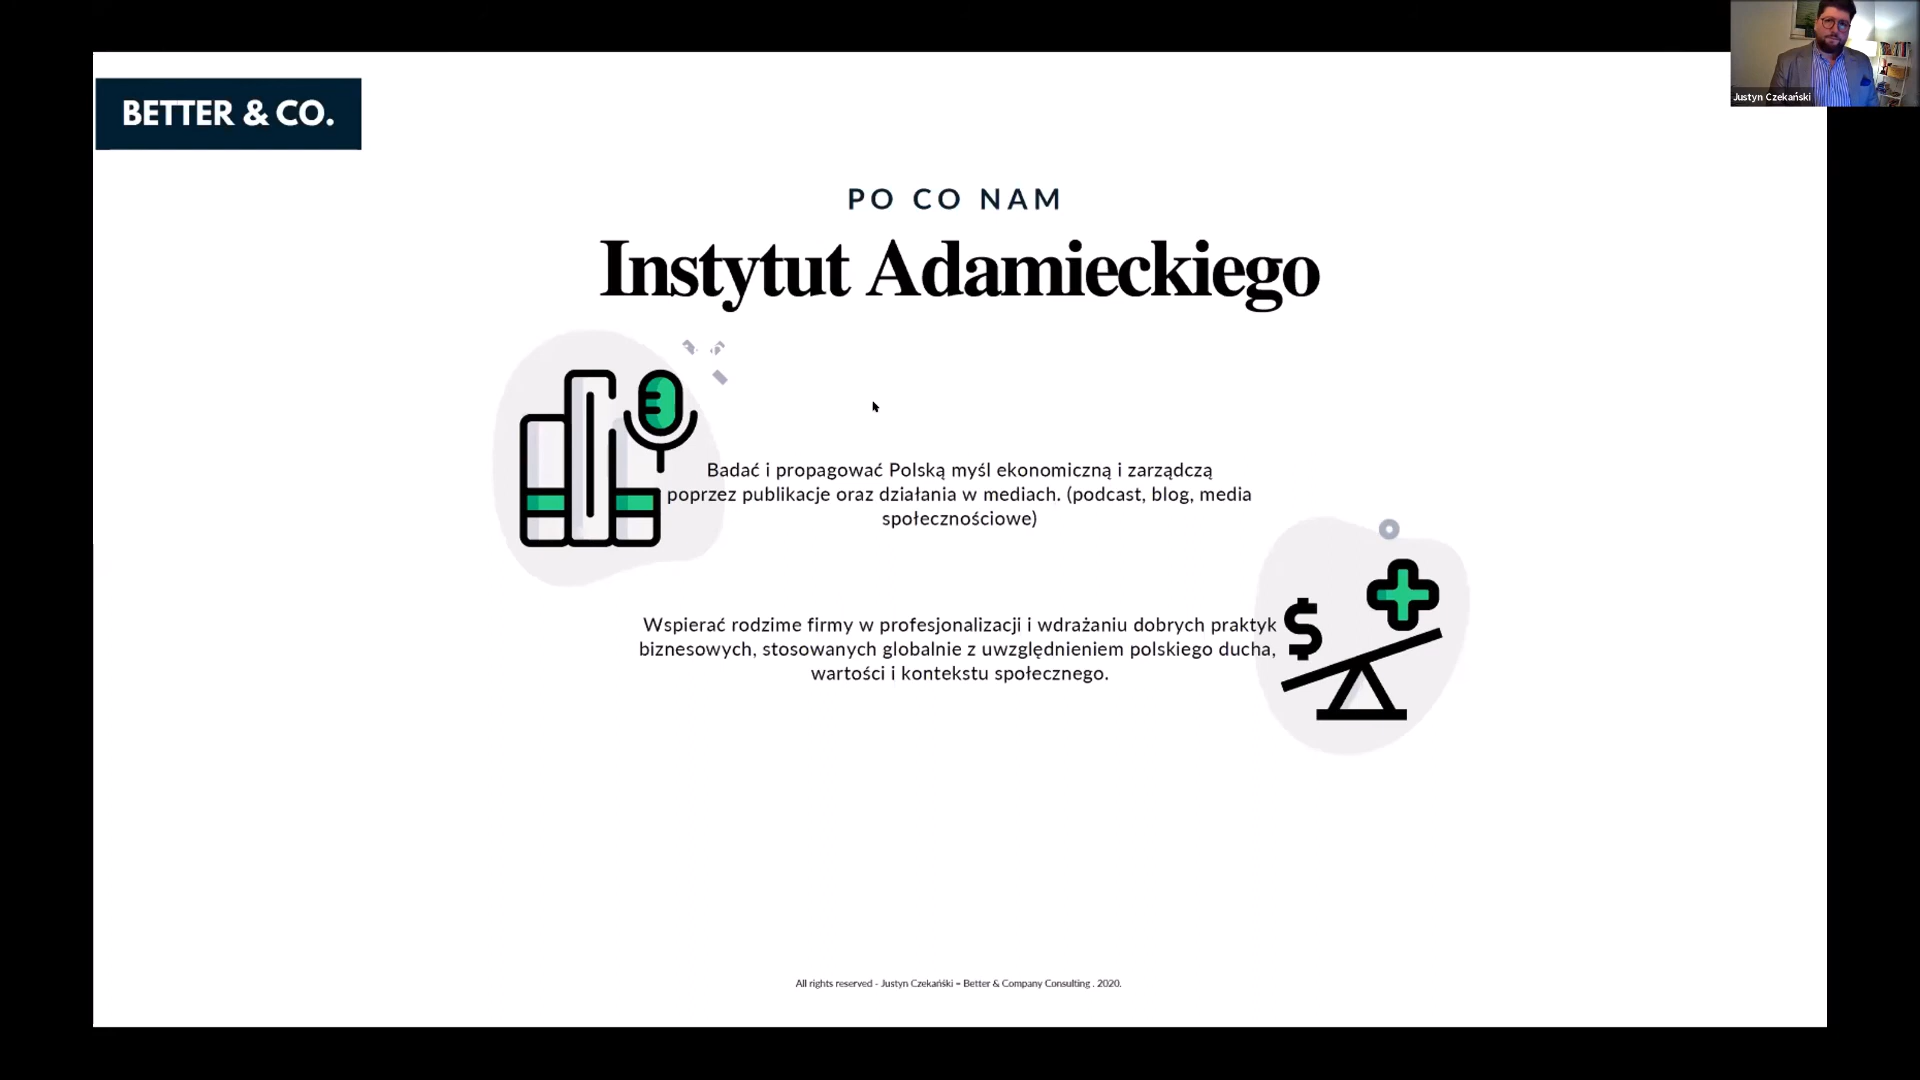 BETTER & CO.
Justyn Czekański
PO CO NAM
Instytut Adamieckiego
Badać i propagować Polską myśl ekonomiczną i zarządczą
poprzez publikacje oraz działania w mediach. (podcast, blog, media
społecznościowe)
Wspierać rodzime firmy w profesjonalizacji i wdrażaniu dobrych praktyk
biznesowych, stosowanych globalnie z uwzględnieniem polskiego ducha,
wartości i kontekstu społecznego.
All rights reserved - Justyn Czekańśki – Better & Company Consulting . 2020.